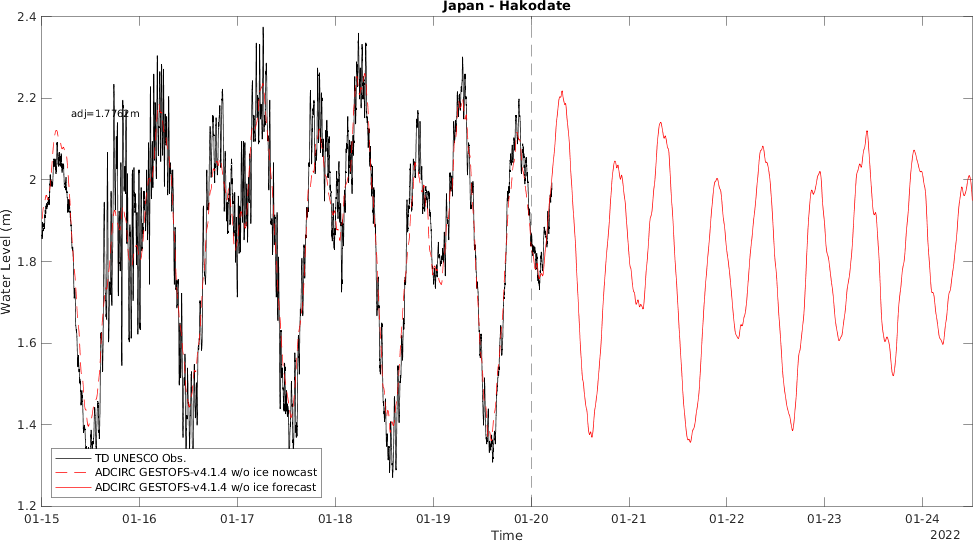 Japan - Hakodate
2.4
2.2
2
1.8
1.6
1.4
1.2
Water Level (m)
adj=1.7762m
TD UNESCO Obs.
ADCIRC GESTOFS-v4.1.4 w/o ice nowcast
ADCIRC GESTOFS-v4.1.4 w/o ice forecast
01-15 01-16 01-17 01-18 01-19 01-20 01-21 01-22 01-23 01-24
Time
2022